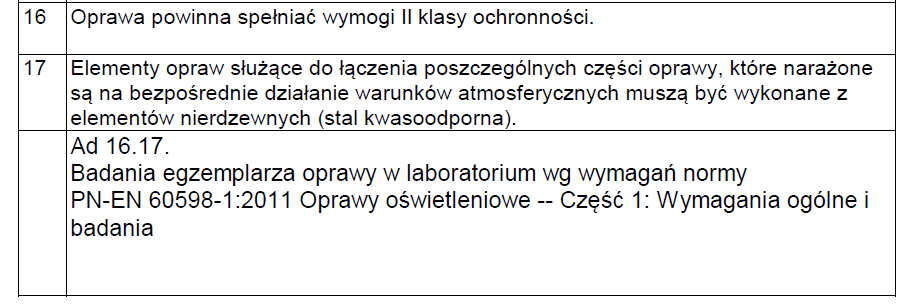 16 Oprawa powinna spełniać wymogi II klasy ochronności.
17 Elementy opraw służące do łączenia poszczególnych części oprawy, które narażone
są na bezpośrednie działanie warunków atmosferycznych muszą być wykonane z
elementów nierdzewnych (stal kwasoodporna).
Ad 16.17.
Badania egzemplarza oprawy w laboratorium wg wymagań normy
PN-EN 60598-1:2011 Oprawy oświetleniowe -- Część 1: Wymagania ogólne i
badania